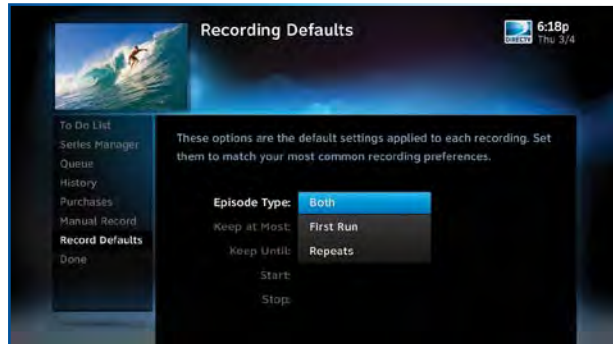 Recording Defaults
DIRECTV
6:18p
Thu 3/4
To Do List
Series Manager
Queue
History
Purchases
Manual Record
Record Defaults
Done
These options are the default settings applied to each recording. Set
them to match your most common recording preferences.
Episode Type: Both
Keep at Most: First Run
Keep Until: Repeats
Start:
Stop: